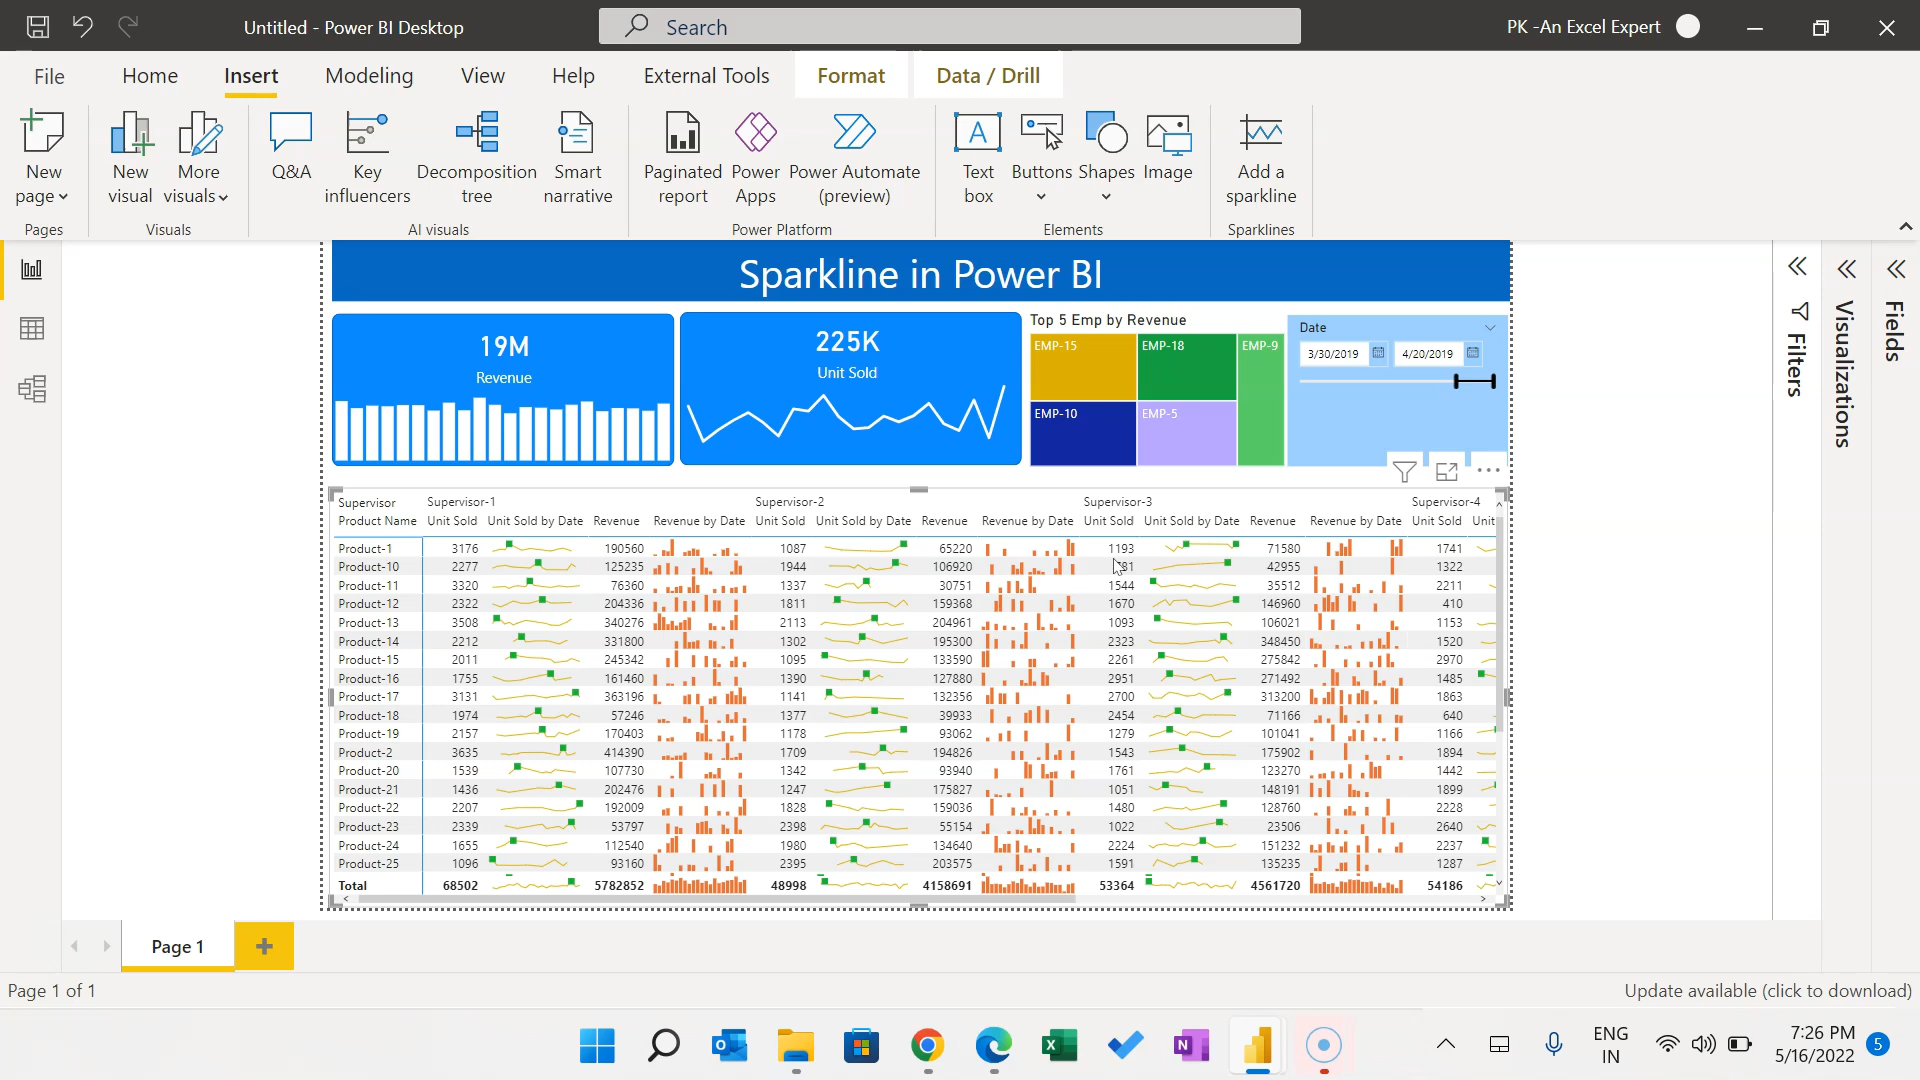 Untitled - Power BI Desktop
Search
PK -An Excel Expert
File Home Insert Modeling View Help External Tools Format Data / Drill
New page
New visual
More visuals
Q&A
Key influencers
Decomposition tree
Smart narrative
Paginated report
Power Apps
Power Automate (preview)
Text box
Buttons
Shapes
Image
Add a sparkline
Pages Visuals AI visuals Power Platform Elements Sparklines
Sparkline in Power BI
19M
Revenue
225K
Unit Sold
Top 5 Emp by Revenue
EMP-15 EMP-18 EMP-9
EMP-10 EMP-5
Date
3/30/2019 4/20/2019
Filters
Visualizations
Fields
Supervisor Supervisor-1 Supervisor-2 Supervisor-3 Supervisor-4
Product Name Unit Sold Unit Sold by Date Revenue Revenue by Date Unit Sold Unit Sold by Date Revenue Revenue by Date Unit Sold Unit Sold by Date Revenue Revenue by Date Unit Sold Unit
Product-1 3176 190560 1087 65220 1193 71580 1741
Product-10 2277 125235 1944 106920 42955 1322
Product-11 3320 76360 1337 30751 1544 35512 2211
Product-12 2322 204336 1811 159368 1670 146960 410
Product-13 3508 340276 2113 204961 1093 106021 1153
Product-14 2212 331800 1302 195300 2323 348450 1520
Product-15 2011 245342 1095 133590 2261 275842 2970
Product-16 1755 161460 1390 127880 2951 271492 1485
Product-17 3131 363196 1141 132356 2700 313200 1863
Product-18 1974 57246 1377 39933 2454 71166 640
Product-19 2157 170403 1178 93062 1279 101041 1166
Product-2 3635 414390 1709 194826 1543 175902 1894
Product-20 1539 107730 1342 93940 1761 123270 1442
Product-21 1436 202476 1247 175827 1051 148191 1899
Product-22 2207 192009 1828 159036 1480 128760 2228
Product-23 2339 53797 2398 55154 1022 23506 2640
Product-24 1655 112540 1980 134640 2224 151232 2237
Product-25 1096 93160 2395 203575 1591 135235 1287
Total 68502 5782852 48998 4158691 53364 4561720 54186
Page 1
Page 1 of 1
Update available (click to download)
ENG
IN
7:26 PM
5/16/2022
5